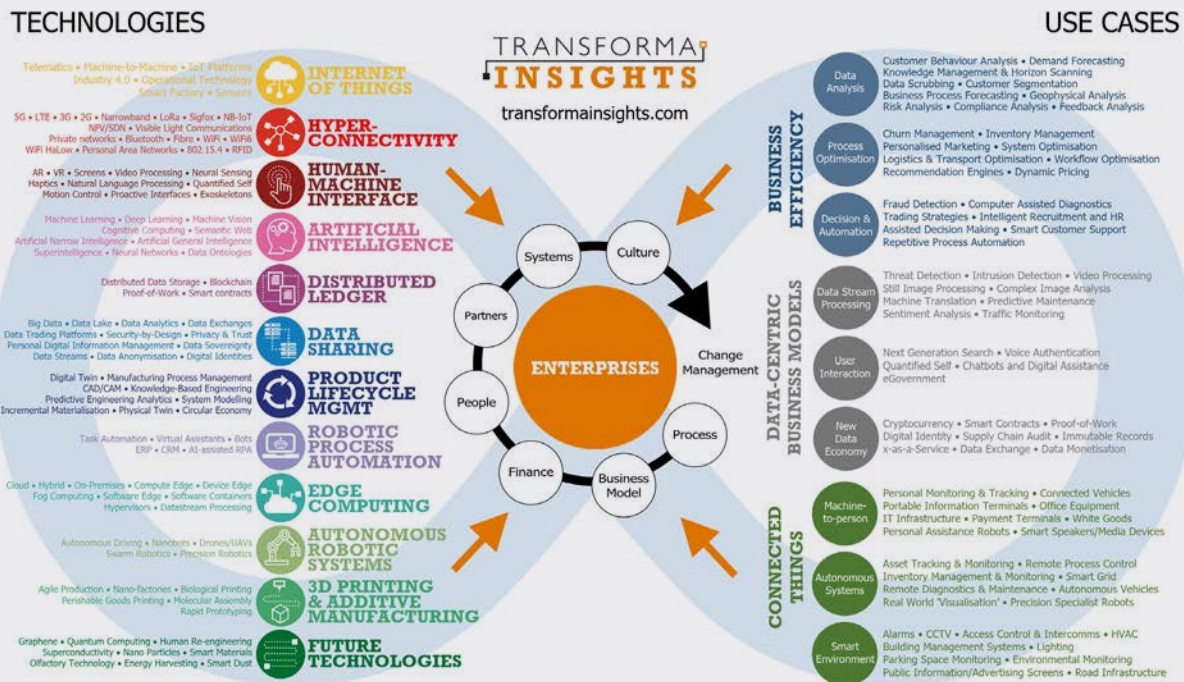 TECHNOLOGIES
USE CASES
TRANSFORMA
INSIGHTS
transformainsights.com
Telematics • Machine-to-Machine • IoT Platforms
Industry 4.0 • Operational Technology
Smart Factory • Sensors
INTERNET
OF THINGS
5G • LTE • 3G • 2G • Narrowband • LoRa • Sigfox • NB-IoT
NFV/SDN • Visible Light Communications
Private networks • Bluetooth • Fibre • WiFi • WiFi6
WiFi HaLow • Personal Area Networks • 802.15.4 • RFID
HYPER-
CONNECTIVITY
AR • VR • Screens • Video Processing • Neural Sensing
Haptics • Natural Language Processing • Quantified Self
Motion Control • Proactive Interfaces • Exoskeletons
HUMAN-
MACHINE
INTERFACE
Machine Learning • Deep Learning • Machine Vision
Cognitive Computing • Semantic Web
Artificial Narrow Intelligence • Artificial General Intelligence
Superintelligence • Neural Networks • Data Ontologies
ARTIFICIAL
INTELLIGENCE
Distributed Data Storage • Blockchain
Proof-of-Work • Smart contracts
DISTRIBUTED
LEDGER
Big Data • Data Lake • Data Analytics • Data Exchanges
Data Trading Platforms • Security-by-Design • Privacy & Trust
Personal Digital Information Management • Data Sovereignty
Data Streams • Data Anonymisation • Digital Identities
DATA
SHARING
Digital Twin • Manufacturing Process Management
CAD/CAM • Knowledge-Based Engineering
Predictive Engineering Analytics • System Modelling
Incremental Materialisation • Physical Twin • Circular Economy
PRODUCT
LIFECYCLE
MGMT
Task Automation • Virtual Assistants • Bots
ERP • CRM • AI-assisted RPA
ROBOTIC
PROCESS
AUTOMATION
Cloud • Hybrid • On-Premises • Compute Edge • Device Edge
Fog Computing • Software Edge • Software Containers
Hypervisors • Datastream Processing
EDGE
COMPUTING
Autonomous Driving • Nanobots • Drones/UAVs
Swarm Robotics • Precision Robotics
AUTONOMOUS
ROBOTIC
SYSTEMS
Agile Production • Nano-factories • Biological Printing
Perishable Goods Printing • Molecular Assembly
Rapid Prototyping
3D PRINTING
& ADDITIVE
MANUFACTURING
Graphene • Quantum Computing • Human Re-engineering
Superconductivity • Nano Particles • Smart Materials
Olfactory Technology • Energy Harvesting • Smart Dust
FUTURE
TECHNOLOGIES
Systems
Culture
Partners
People
Finance
Business
Model
Process
Change
Management
ENTERPRISES
BUSINESS
EFFICIENCY
Data
Analysis
Customer Behaviour Analysis • Demand Forecasting
Knowledge Management & Horizon Scanning
Data Scrubbing • Customer Segmentation
Business Process Forecasting • Geophysical Analysis
Risk Analysis • Compliance Analysis • Feedback Analysis
Process
Optimisation
Churn Management • Inventory Management
Personalised Marketing • System Optimisation
Logistics & Transport Optimisation • Workflow Optimisation
Recommendation Engines • Dynamic Pricing
Decision &
Automation
Fraud Detection • Computer Assisted Diagnostics
Trading Strategies • Intelligent Recruitment and HR
Assisted Decision Making • Smart Customer Support
Repetitive Process Automation
DATA-CENTRIC
BUSINESS MODELS
Data Stream
Processing
Threat Detection • Intrusion Detection • Video Processing
Still Image Processing • Complex Image Analysis
Machine Translation • Predictive Maintenance
Sentiment Analysis • Traffic Monitoring
User
Interaction
Next Generation Search • Voice Authentication
Quantified Self • Chatbots and Digital Assistance
eGovernment
New
Data
Economy
Cryptocurrency • Smart Contracts • Proof-of-Work
Digital Identity • Supply Chain Audit • Immutable Records
x-as-a-Service • Data Exchange • Data Monetisation
CONNECTED
THINGS
Machine-
to-person
Personal Monitoring & Tracking • Connected Vehicles
Portable Information Terminals • Office Equipment
IT Infrastructure • Payment Terminals • White Goods
Personal Assistance Robots • Smart Speakers/Media Devices
Autonomous
Systems
Asset Tracking & Monitoring • Remote Process Control
Inventory Management & Monitoring • Smart Grid
Remote Diagnostics & Maintenance • Autonomous Vehicles
Real World 'Visualisation' • Precision Specialist Robots
Smart
Environment
Alarms • CCTV • Access Control & Intercomms • HVAC
Building Management Systems • Lighting
Parking Space Monitoring • Environmental Monitoring
Public Information/Advertising Screens • Road Infrastructure